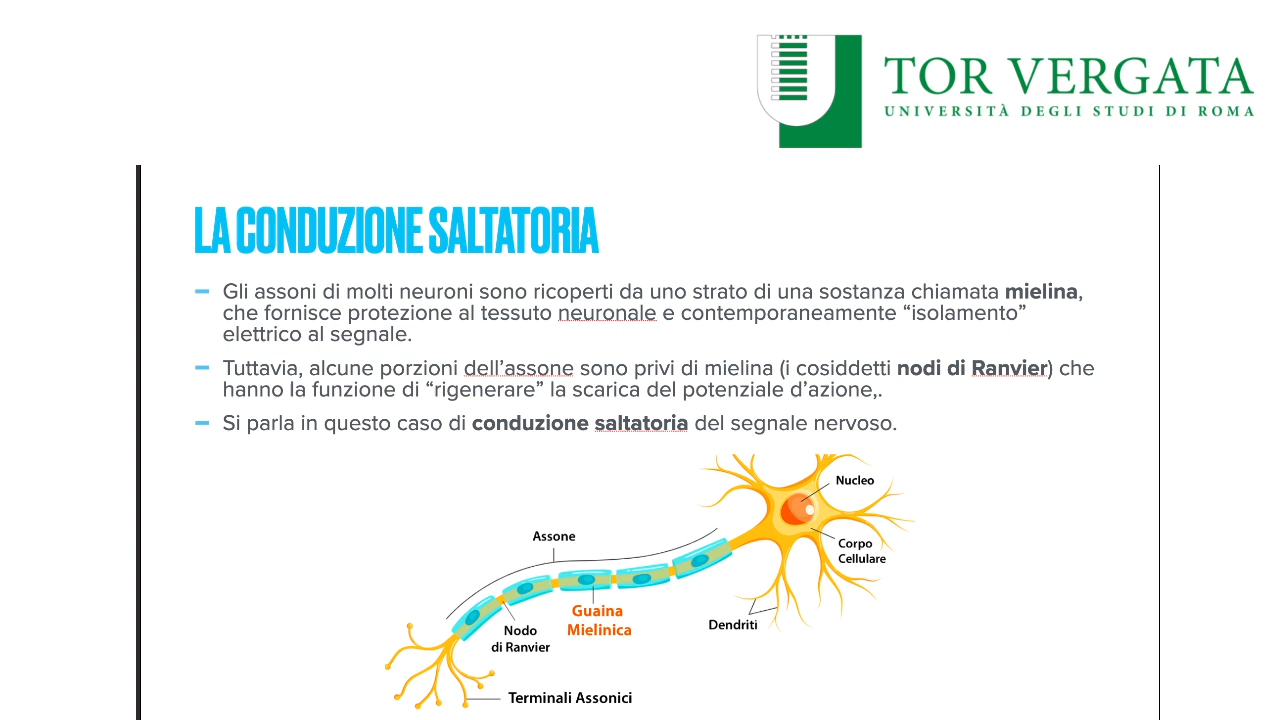 TOR VERGATA
UNIVERSITÀ DEGLI STUDI DI ROMA
LA CONDUZIONE SALTATORIA
Gli assoni di molti neuroni sono ricoperti da uno strato di una sostanza chiamata mielina,
che fornisce protezione al tessuto neuronale e contemporaneamente “isolamento”
elettrico al segnale.
Tuttavia, alcune porzioni dell’assone sono privi di mielina (i cosiddetti nodi di Ranvier) che
hanno la funzione di “rigenerare” la scarica del potenziale d’azione,.
Si parla in questo caso di conduzione saltatoria del segnale nervoso.
Nucleo
Assone
Corpo
Cellulare
Guaina
Mielinica
Dendriti
Nodo
di Ranvier
Terminali Assonici